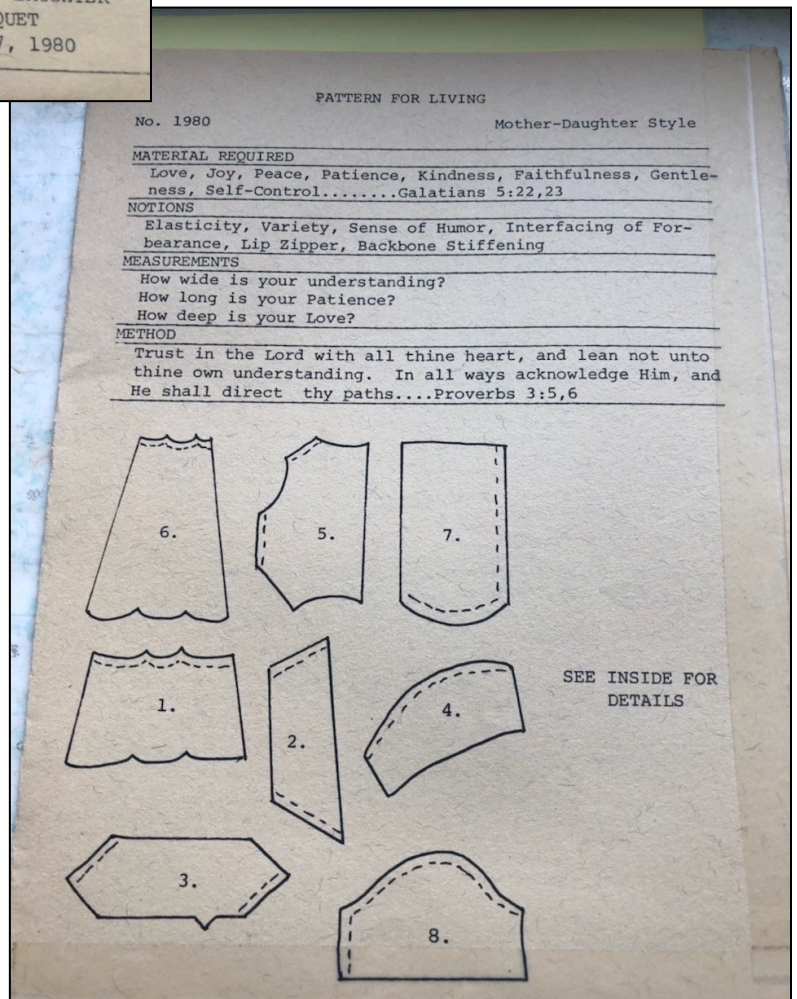 QUET
7, 1980
PATTERN FOR LIVING
No. 1980 Mother-Daughter Style
MATERIAL REQUIRED
Love, Joy, Peace, Patience, Kindness, Faithfulness, Gentle-
ness, Self-Control........Galatians 5:22,23
NOTIONS
Elasticity, Variety, Sense of Humor, Interfacing of For-
bearance, Lip Zipper, Backbone Stiffening
MEASUREMENTS
How wide is your understanding?
How long is your Patience?
How deep is your Love?
METHOD
Trust in the Lord with all thine heart, and lean not unto
thine own understanding. In all ways acknowledge Him, and
He shall direct thy paths....Proverbs 3:5,6
6. 5. 7.
1. 2. 4.
SEE INSIDE FOR
DETAILS
3. 8.